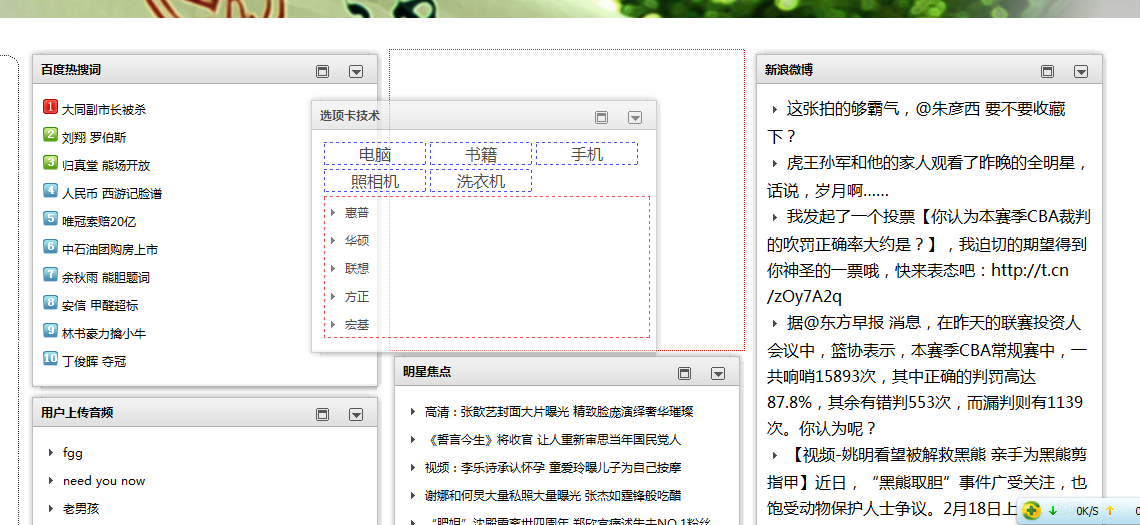 百度热搜词
1 大同副市长被杀
2 刘翔 罗伯斯
3 归真堂 熊场开放
4 人民币 西游记脸谱
5 唯冠索赔20亿
6 中石油团购房上市
7 余秋雨 熊胆题词
8 安信 甲醛超标
9 林书豪力擒小牛
10 丁俊晖 夺冠
用户上传音频
fgg
need you now
老男孩
选项卡技术
电脑 书籍 手机
照相机 洗衣机
惠普
华硕
联想
方正
宏基
明星焦点
高清：张歆艺封面大片曝光 精致脸庞演绎奢华璀璨
《誓言今生》将收官 让人重新审思当年国民党人
视频：李乐诗承认怀孕 童爱玲曝儿子为自己按摩
谢娜和何炅大量私照大量曝光 张杰如霆锋般吃醋
新浪微博
这张拍的够霸气，@朱彦西 要不要收藏
下？
虎王孙军和他的家人观看了昨晚的全明星，
话说，岁月啊……
我发起了一个投票【你认为本赛季CBA裁判
的吹罚正确率大约是？】，我迫切的期望得到
你神圣的一票哦，快来表态吧：http://t.cn
/zOy7A2q
据@东方早报 消息，在昨天的联赛投资人
会议中，篮协表示，本赛季CBA常规赛中，一
共响哨15893次，其中正确的判罚高达
87.8%，其余有错判553次，而漏判则有1139
次。你认为呢？
【视频-姚明看望被解救黑熊 亲手为黑熊剪
指甲】近日，“黑熊取胆”事件广受关注，也
饱受动物保护人士争议。2月18日上
0K/S